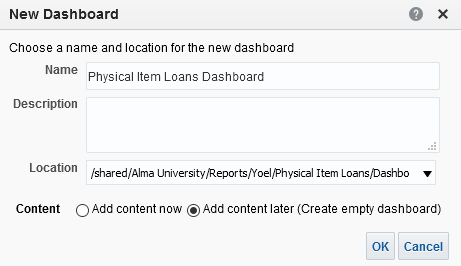 New Dashboard
Choose a name and location for the new dashboard
Name Physical Item Loans Dashboard
Description
Location /shared/Alma University/Reports/Yoel/Physical Item Loans/Dashbo
Content Add content now Add content later (Create empty dashboard)
OK Cancel